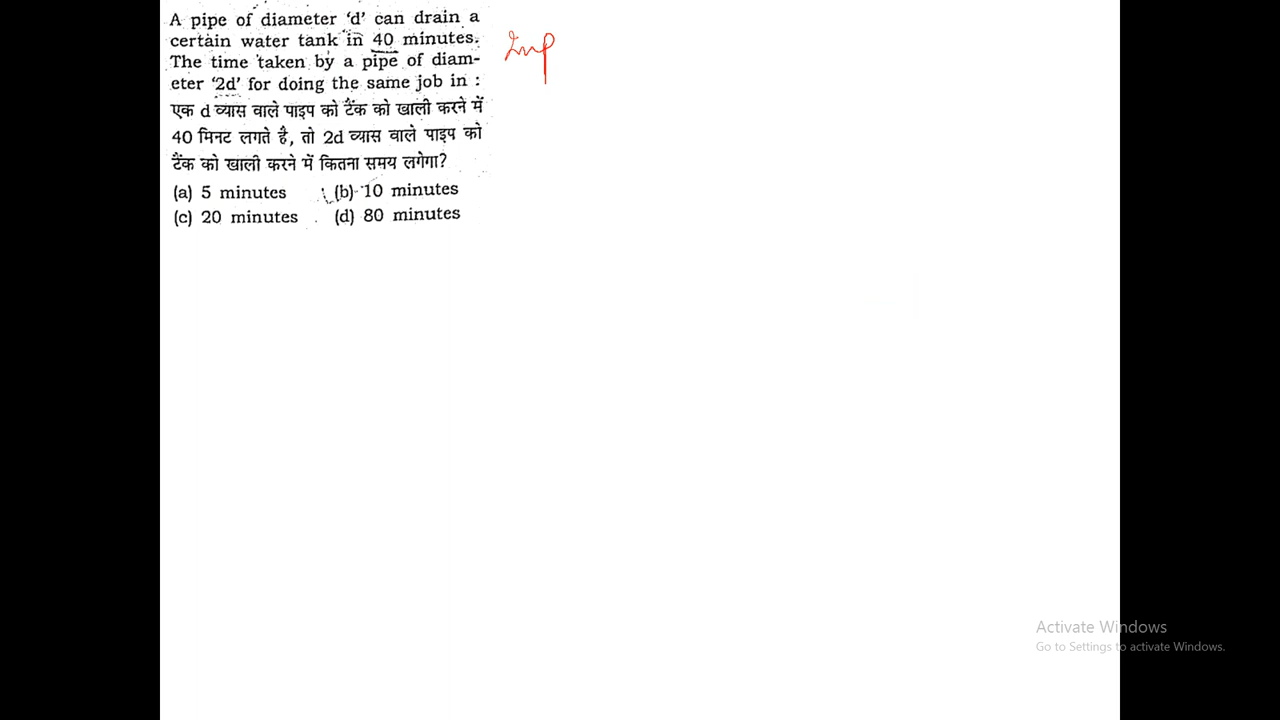 A pipe of diameter 'd' can drain a
certain water tank in 40 minutes.
The time taken by a pipe of diam-
eter '2d' for doing the same job in :
एक d व्यास वाले पाइप को टैंक को खाली करने में
40 मिनट लगते है, तो 2d व्यास वाले पाइप को
टैंक को खाली करने में कितना समय लगेगा?
(a) 5 minutes (b) 10 minutes
(c) 20 minutes (d) 80 minutes
Imp
Activate Windows
Go to Settings to activate Windows.